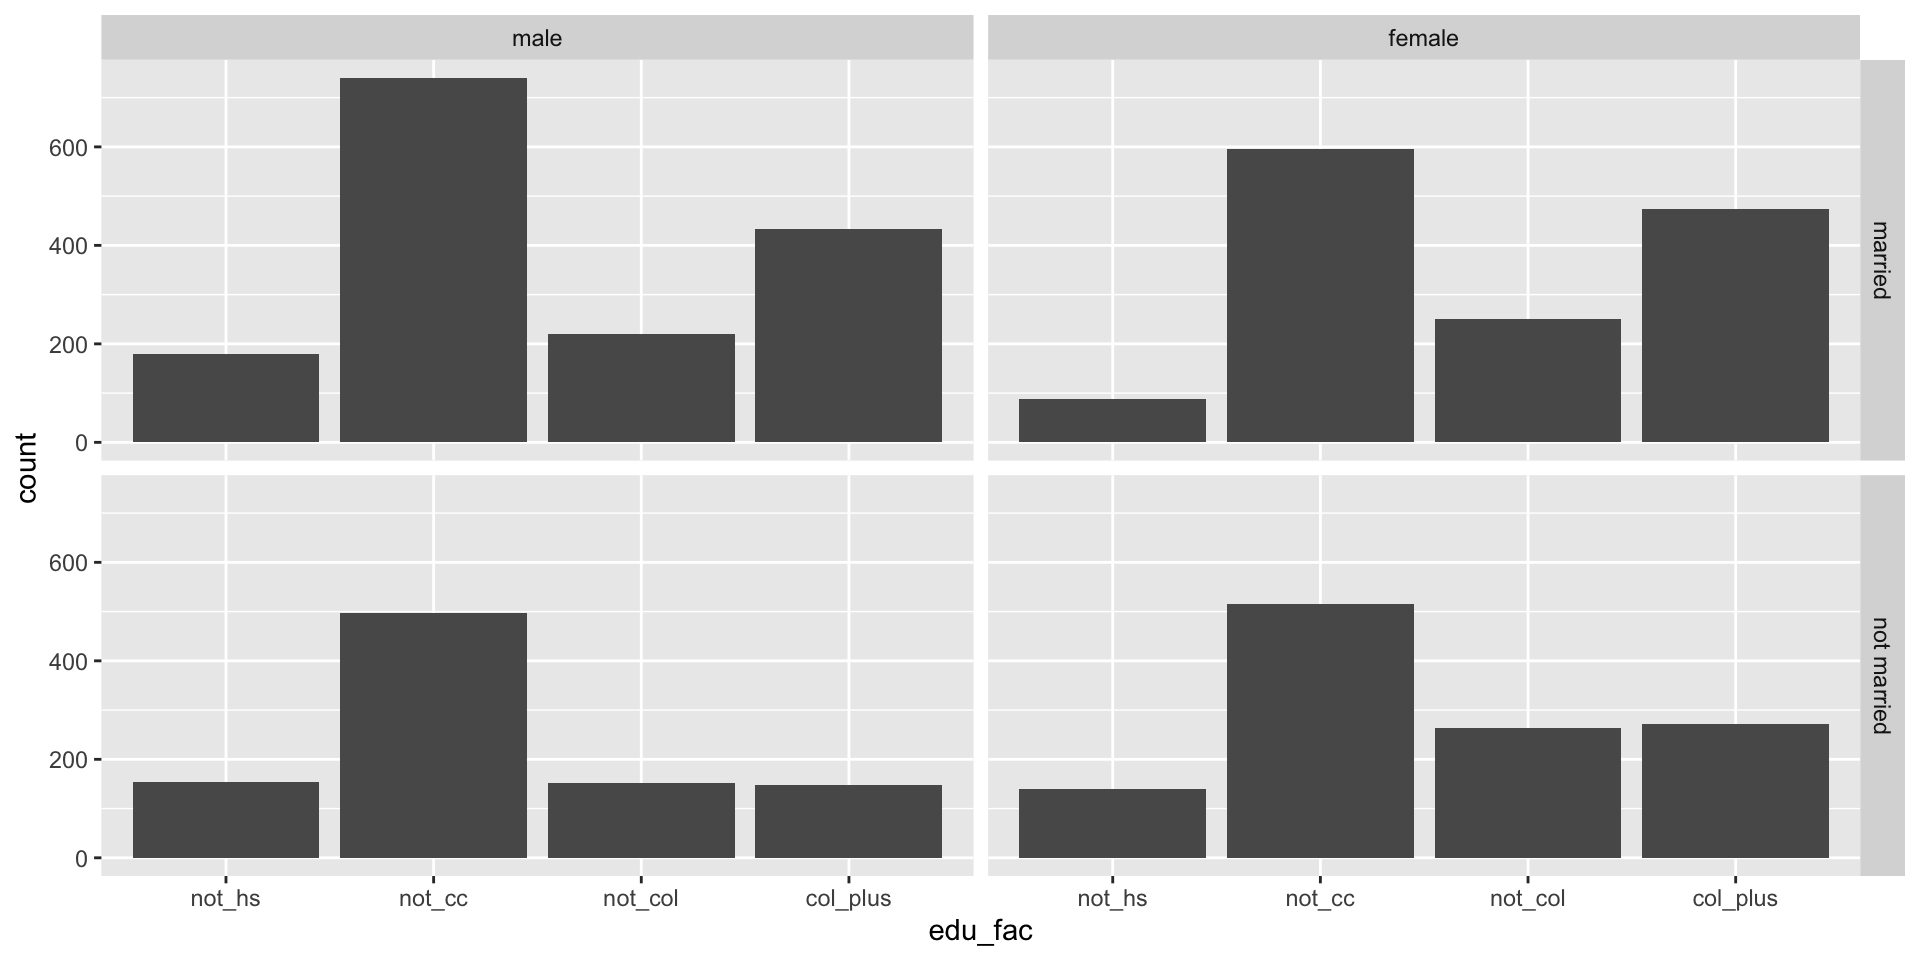 male
female
600
400
200
0
married
count
600
400
200
0
not married
not_hs
not_cc
not_col
col_plus
not_hs
not_cc
not_col
col_plus
edu_fac